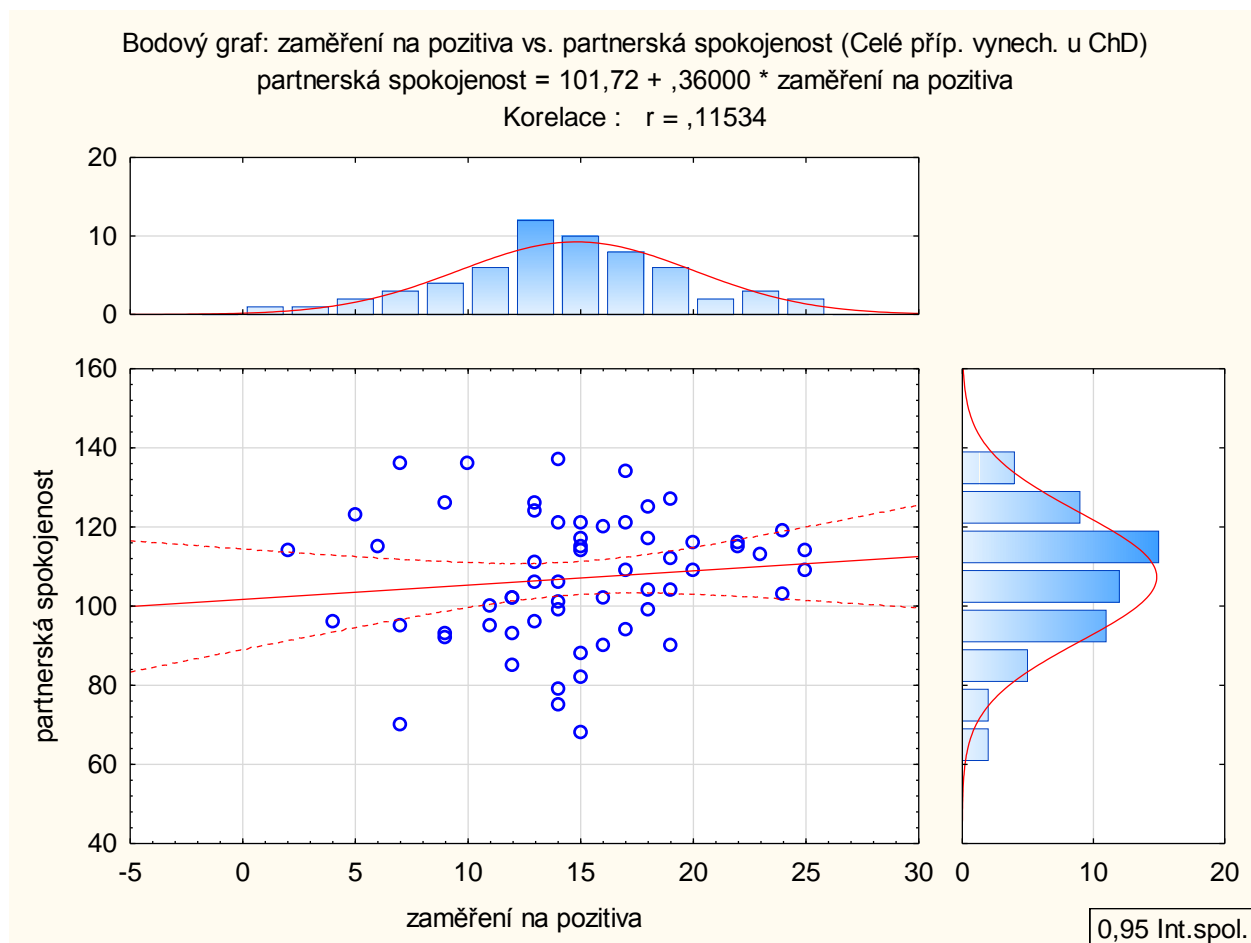 Bodový graf: zaměření na pozitiva vs. partnerská spokojenost (Celé příp. vynech. u ChD)
partnerská spokojenost = 101,72 + ,36000 * zaměření na pozitiva
Korelace : r = ,11534
20
10
0
160
140
120
100
80
60
40
partnerská spokojenost
-5 0 5 10 15 20 25 30
zaměření na pozitiva
0 10 20
0,95 Int.spol.